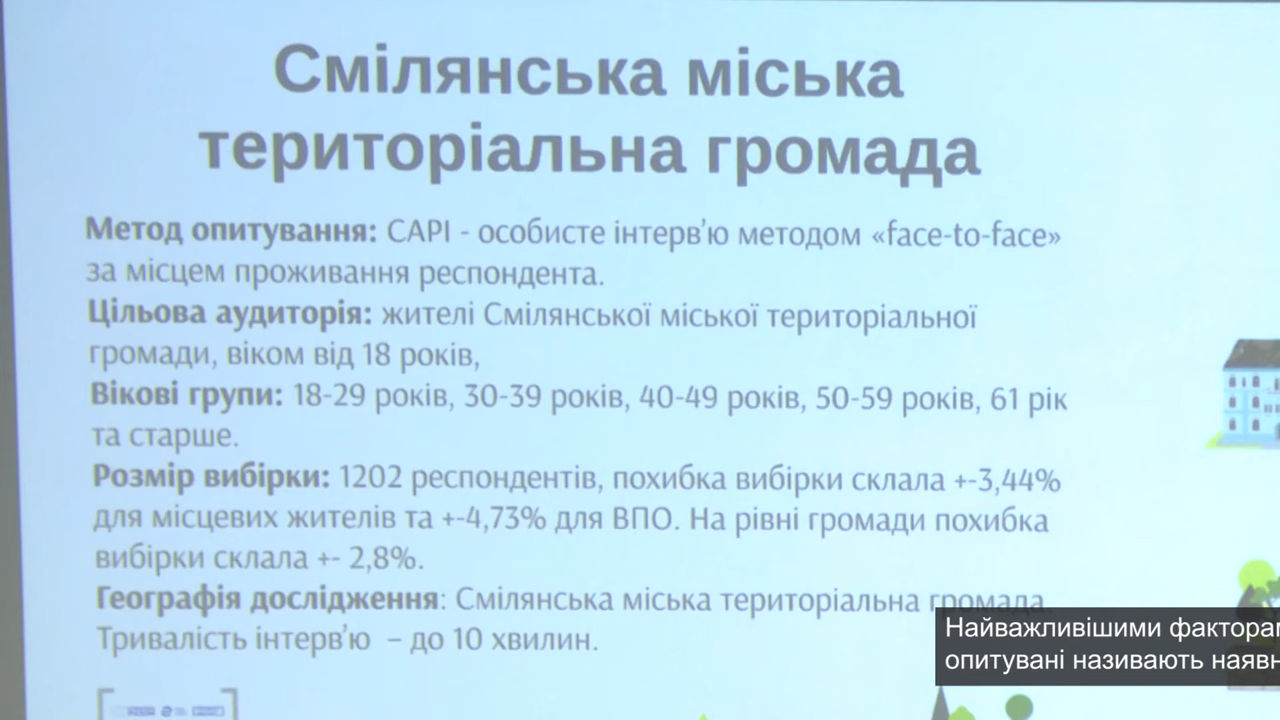 Смілянська міська
територіальна громада
Метод опитування: CAPI - особисте інтерв'ю методом «face-to-face»
за місцем проживання респондента.
Цільова аудиторія: жителі Смілянської міської територіальної
громади, віком від 18 років,
Вікові групи: 18-29 років, 30-39 років, 40-49 років, 50-59 років, 61 рік
та старше.
Розмір вибірки: 1202 респондентів, похибка вибірки склала +-3,44%
для місцевих жителів та +-4,73% для ВПО. На рівні громади похибка
вибірки склала +- 2,8%.
Географія дослідження: Смілянська міська територіальна громада.
Тривалість інтерв'ю – до 10 хвилин.
Найважливішими
опитувані називають